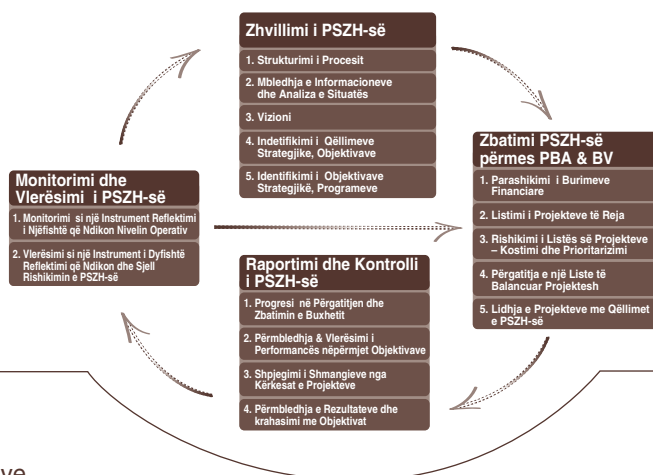 Zhvillimi i PSZH-së
1. Strukturimi i Procesit
2. Mbledhja e Informacioneve
dhe Analiza e Situatës
3. Vizioni
4. Indetifikimi i Qëllimeve
Strategjike, Objektivave
5. Identifikimi i Objektivave
Strategjikë, Programeve
Zbatimi PSZH-së
përmes PBA & BV
1. Parashikimi i Burimeve
Financiare
2. Listimi i Projekteve të Reja
3. Rishikimi i Listës së Projekteve
– Kostimi dhe Prioritarizimi
4. Përgatitja e një Liste të
Balancuar Projektesh
5. Lidhja e Projekteve me Qëllimet
e PSZH-së
Monitorimi dhe
Vlerësimi i PSZH-së
1. Monitorimi si një Instrument Reflektimi
i Njëfishtë që Ndikon Nivelin Operativ
2. Vlerësimi si një Instrument i Dyfishtë
Reflektimi që Ndikon dhe Sjell
Rishikimin e PSZH-së
Raportimi dhe Kontrolli
i PSZH-së
1. Progresi në Përgatitjen dhe
Zbatimin e Buxhetit
2. Përmbledhja & Vlerësimi i
Performancës nëpërmjet Objektivave
3. Shpjegimi i Shmangieve nga
Kërkesat e Projekteve
4. Përmbledhja e Rezultateve dhe
krahasimi me Objektivat